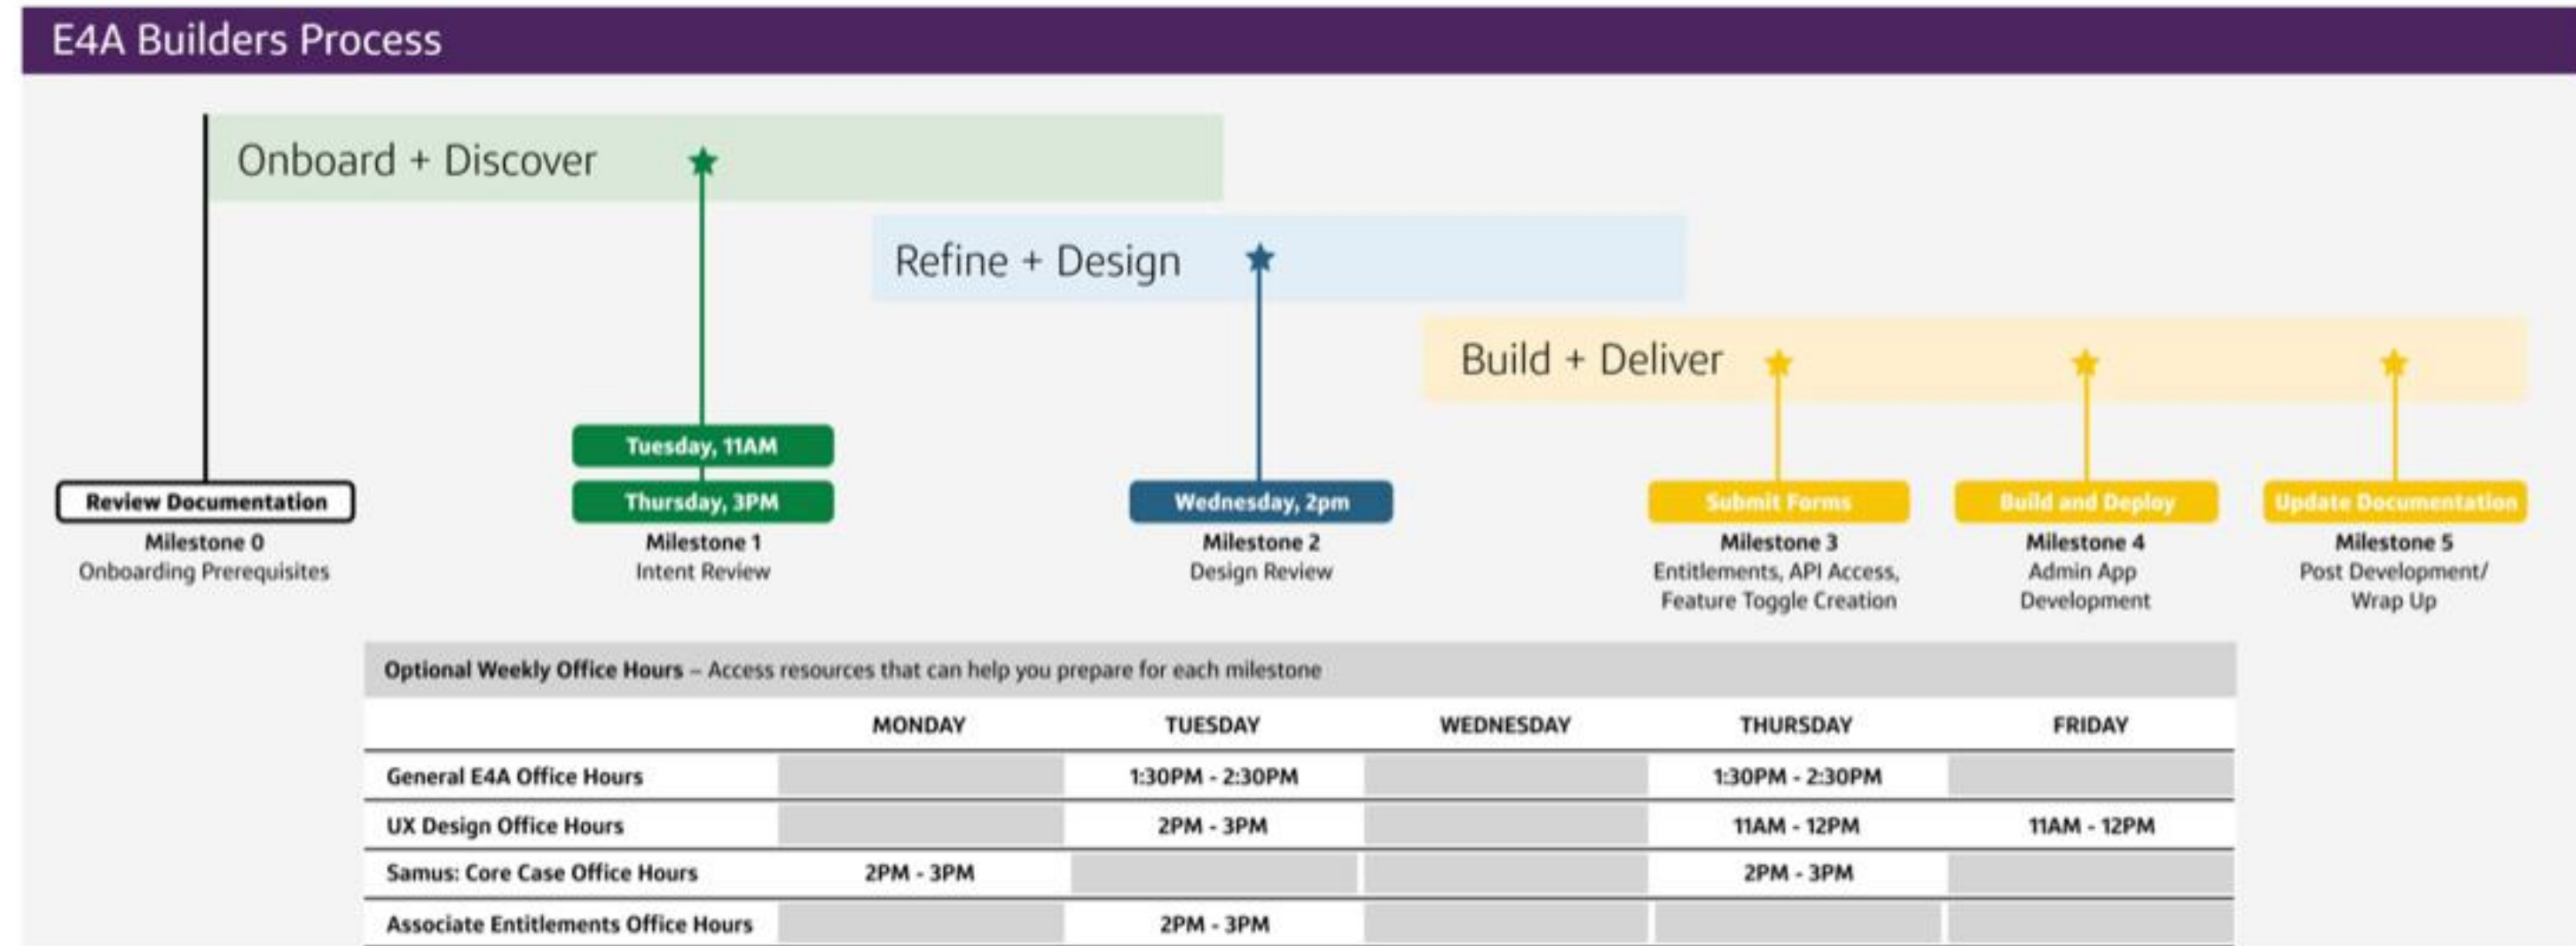 E4A Builders Process
Onboard + Discover
Refine + Design
Build + Deliver
Tuesday, 11AM
Review Documentation
Thursday, 3PM
Wednesday, 2pm
Submit Forms
Build and Deploy
Update Documentation
Milestone 0
Onboarding Prerequisites
Milestone 1
Intent Review
Milestone 2
Design Review
Milestone 3
Entitlements, API Access,
Feature Toggle Creation
Milestone 4
Admin App
Development
Milestone 5
Post Development/
Wrap Up
Optional Weekly Office Hours – Access resources that can help you prepare for each milestone
MONDAY TUESDAY WEDNESDAY THURSDAY FRIDAY
General E4A Office Hours 1:30PM - 2:30PM 1:30PM - 2:30PM
UX Design Office Hours 2PM - 3PM 11AM - 12PM 11AM - 12PM
Samus: Core Case Office Hours 2PM - 3PM 2PM - 3PM
Associate Entitlements Office Hours 2PM - 3PM